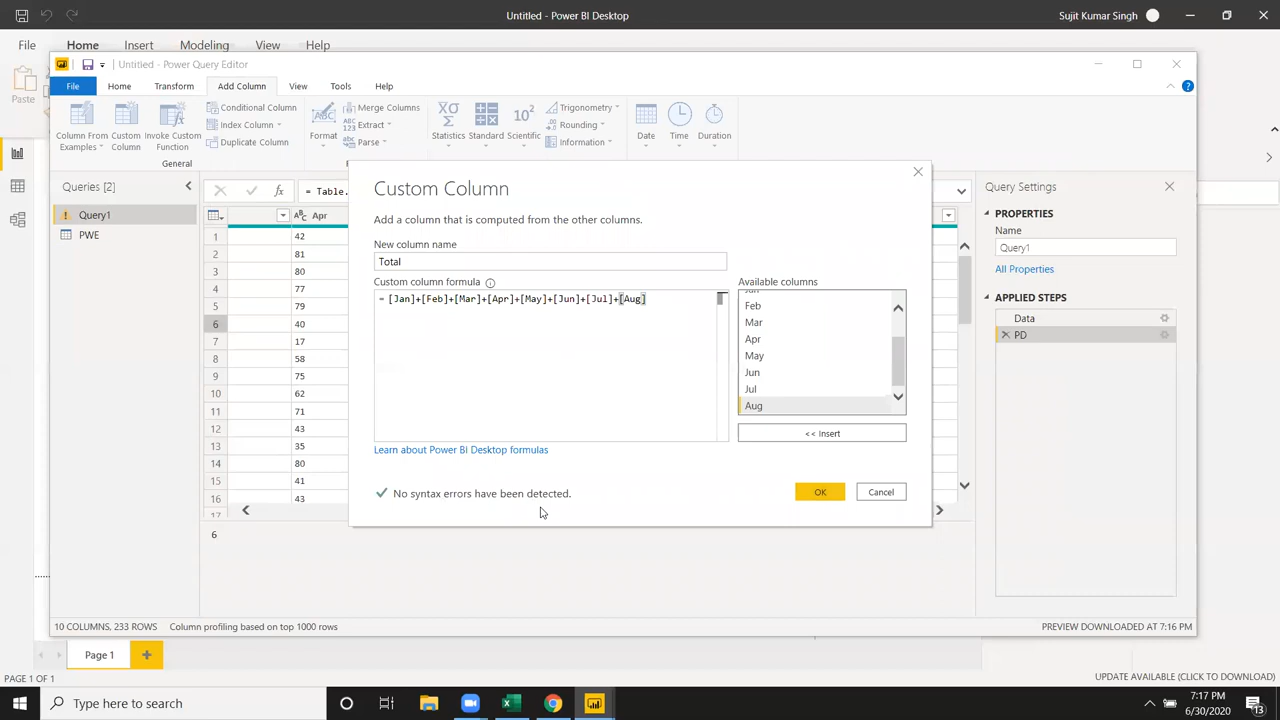 Untitled - Power BI Desktop
Sujit Kumar Singh
File Home Insert Modeling View Help
Untitled - Power Query Editor
File Home Transform Add Column View Tools Help
Paste
Column From Examples
Custom Column
Invoke Custom Function
Conditional Column
Index Column
Duplicate Column
General
Format
Merge Columns
Extract
Parse
Statistics
Standard
Scientific
Trigonometry
Rounding
Information
Date
Time
Duration
Queries [2]
Query1
PWE
= Table.
Apr
1 42
2 81
3 80
4 77
5 79
6 40
7 17
8 58
9 75
10 62
11 71
12 43
13 35
14 80
15 41
16 43
17
6
Custom Column
Add a column that is computed from the other columns.
New column name
Total
Custom column formula
= [Jan]+[Feb]+[Mar]+[Apr]+[May]+[Jun]+[Jul]+[Aug]
Available columns
Feb
Mar
Apr
May
Jun
Jul
Aug
<< Insert
Learn about Power BI Desktop formulas
No syntax errors have been detected.
OK
Cancel
Query Settings
PROPERTIES
Name
Query1
All Properties
APPLIED STEPS
Data
PD
10 COLUMNS, 233 ROWS
Column profiling based on top 1000 rows
PREVIEW DOWNLOADED AT 7:16 PM
Page 1
PAGE 1 OF 1
UPDATE AVAILABLE (CLICK TO DOWNLOAD)
Type here to search
7:17 PM
6/30/2020
13